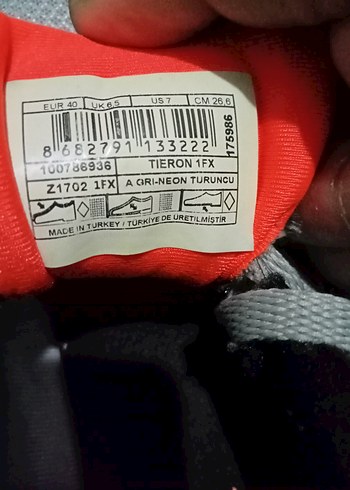 EUR 40 UK 6,5 US 7 CM 26,6
8 682791 133222
175986
100786936 TIERON 1FX
Z1702 1FX A GRI-NEON TURUNCU
MADE IN TURKEY / TÜRKİYE DE ÜRETİLMİŞTİR